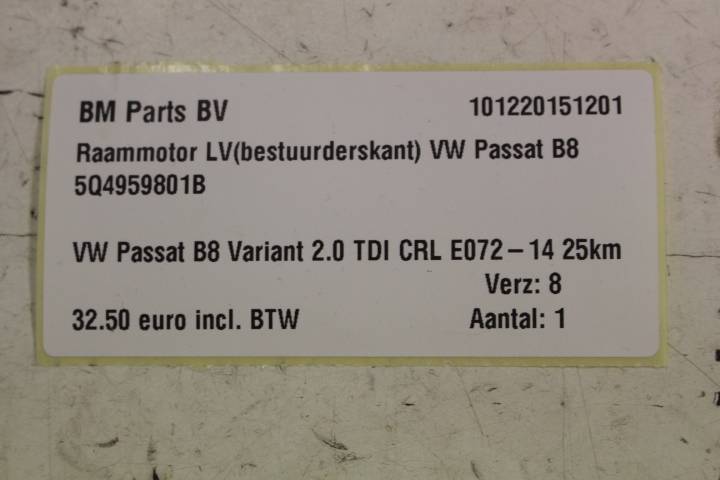 BM Parts BV 101220151201
Raammotor LV(bestuurderskant) VW Passat B8
5Q4959801B
VW Passat B8 Variant 2.0 TDI CRL E072 – 14 25km
Verz: 8
32.50 euro incl. BTW Aantal: 1